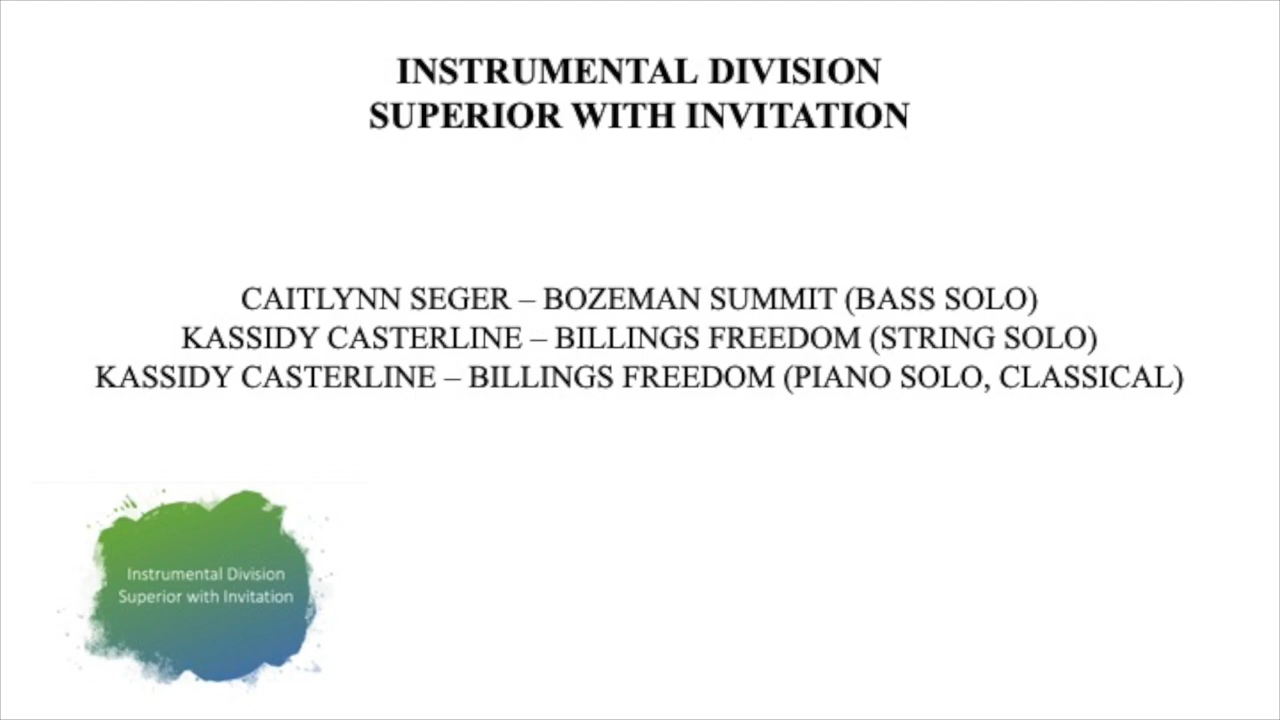 INSTRUMENTAL DIVISION
SUPERIOR WITH INVITATION
CAITLYNN SEGER – BOZEMAN SUMMIT (BASS SOLO)
KASSIDY CASTERLINE – BILLINGS FREEDOM (STRING SOLO)
KASSIDY CASTERLINE – BILLINGS FREEDOM (PIANO SOLO, CLASSICAL)
Instrumental Division
Superior with Invitation